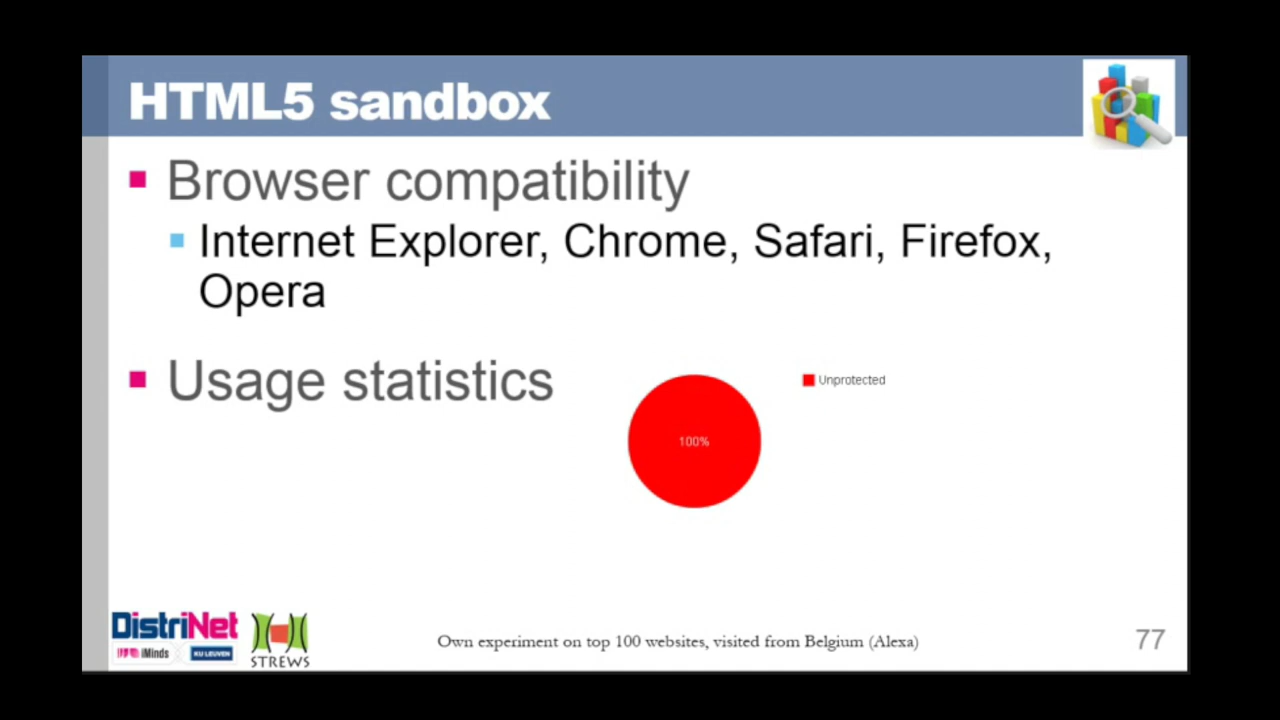 HTML5 sandbox
Browser compatibility
Internet Explorer, Chrome, Safari, Firefox,
Opera
Usage statistics
Unprotected
100%
DistriNet
iMinds
KU LEUVEN
STREWS
Own experiment on top 100 websites, visited from Belgium (Alexa)
77